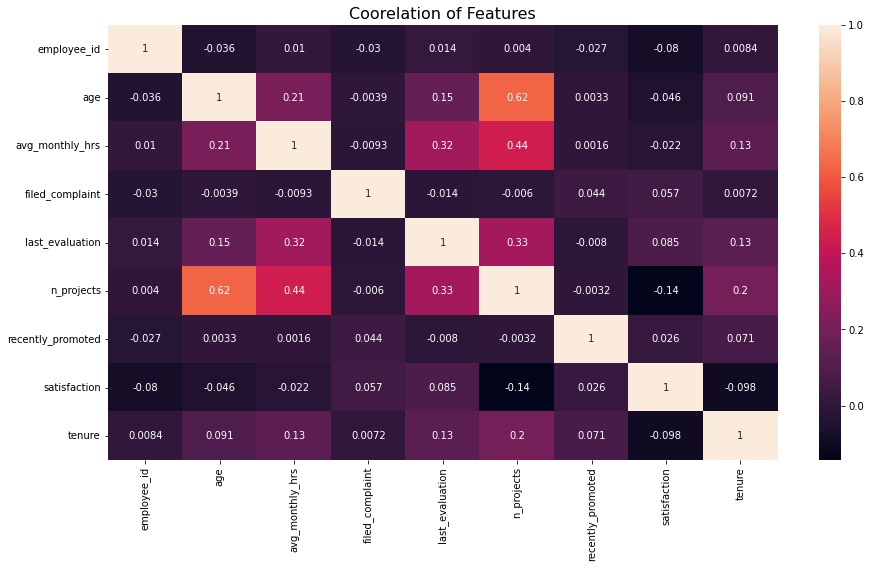 Coorelation of Features
employee_id 1 -0.036 0.01 -0.03 0.014 0.004 -0.027 -0.08 0.0084
age -0.036 1 0.21 -0.0039 0.15 0.62 0.0033 -0.046 0.091
avg_monthly_hrs 0.01 0.21 1 -0.0093 0.32 0.44 0.0016 -0.022 0.13
filed_complaint -0.03 -0.0039 -0.0093 1 -0.014 -0.006 0.044 0.057 0.0072
last_evaluation 0.014 0.15 0.32 -0.014 1 0.33 -0.008 0.085 0.13
n_projects 0.004 0.62 0.44 -0.006 0.33 1 -0.0032 -0.14 0.2
recently_promoted -0.027 0.0033 0.0016 0.044 -0.008 -0.0032 1 0.026 0.071
satisfaction -0.08 -0.046 -0.022 0.057 0.085 -0.14 0.026 1 -0.098
tenure 0.0084 0.091 0.13 0.0072 0.13 0.2 0.071 -0.098 1
employee_id
age
avg_monthly_hrs
filed_complaint
last_evaluation
n_projects
recently_promoted
satisfaction
tenure
1.0
0.8
0.6
0.4
0.2
0.0